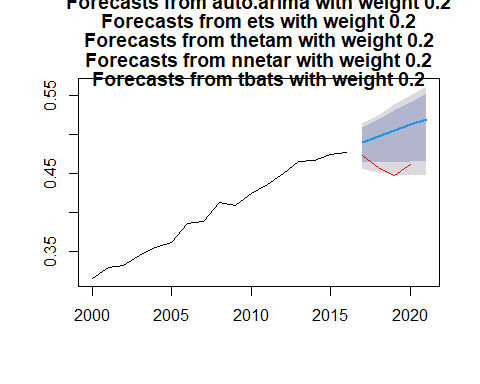 Forecasts from auto.arima with weight 0.2
Forecasts from ets with weight 0.2
Forecasts from thetam with weight 0.2
Forecasts from nnetar with weight 0.2
Forecasts from tbats with weight 0.2
0.55
0.45
0.35
2000 2005 2010 2015 2020